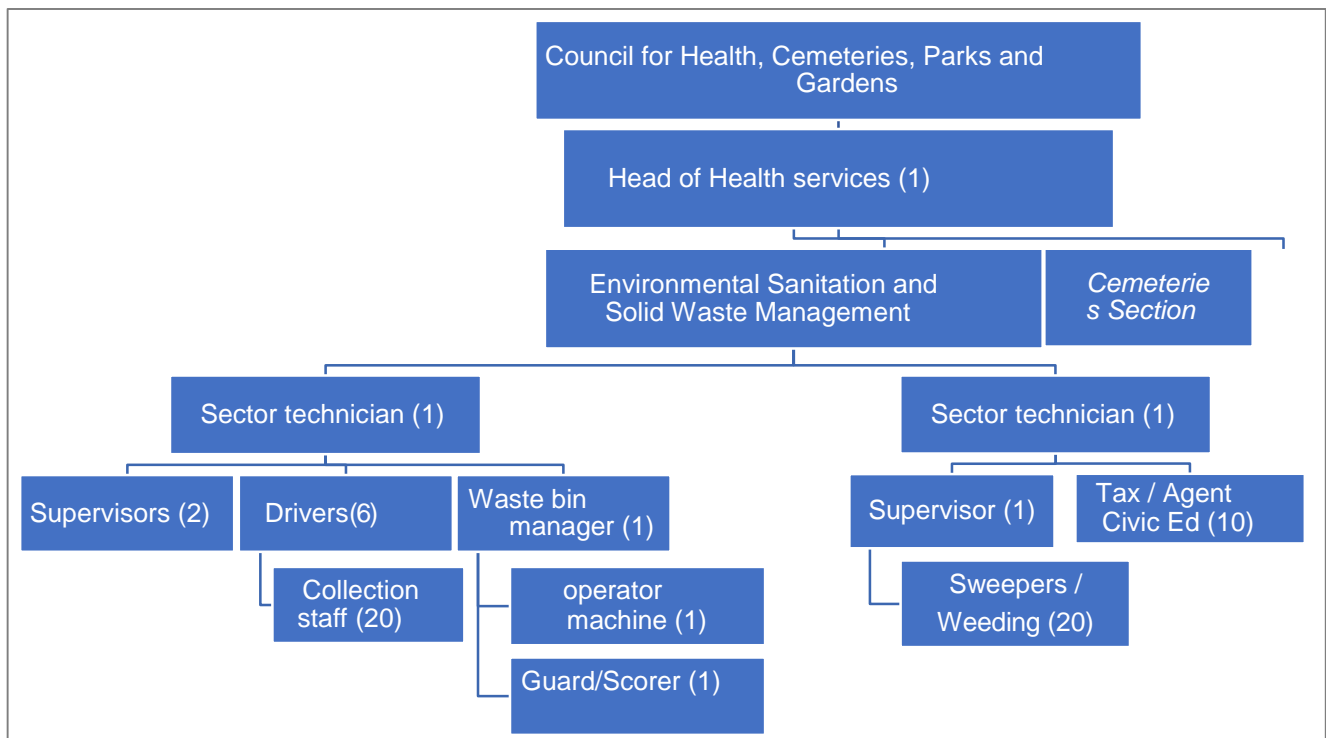 Council for Health, Cemeteries, Parks and
Gardens
Head of Health services (1)
Environmental Sanitation and
Solid Waste Management
Cemeterie
s Section
Sector technician (1)
Sector technician (1)
Supervisors (2)
Drivers(6)
Waste bin
manager (1)
Supervisor (1)
Tax / Agent
Civic Ed (10)
Collection
staff (20)
operator
machine (1)
Sweepers /
Weeding (20)
Guard/Scorer (1)